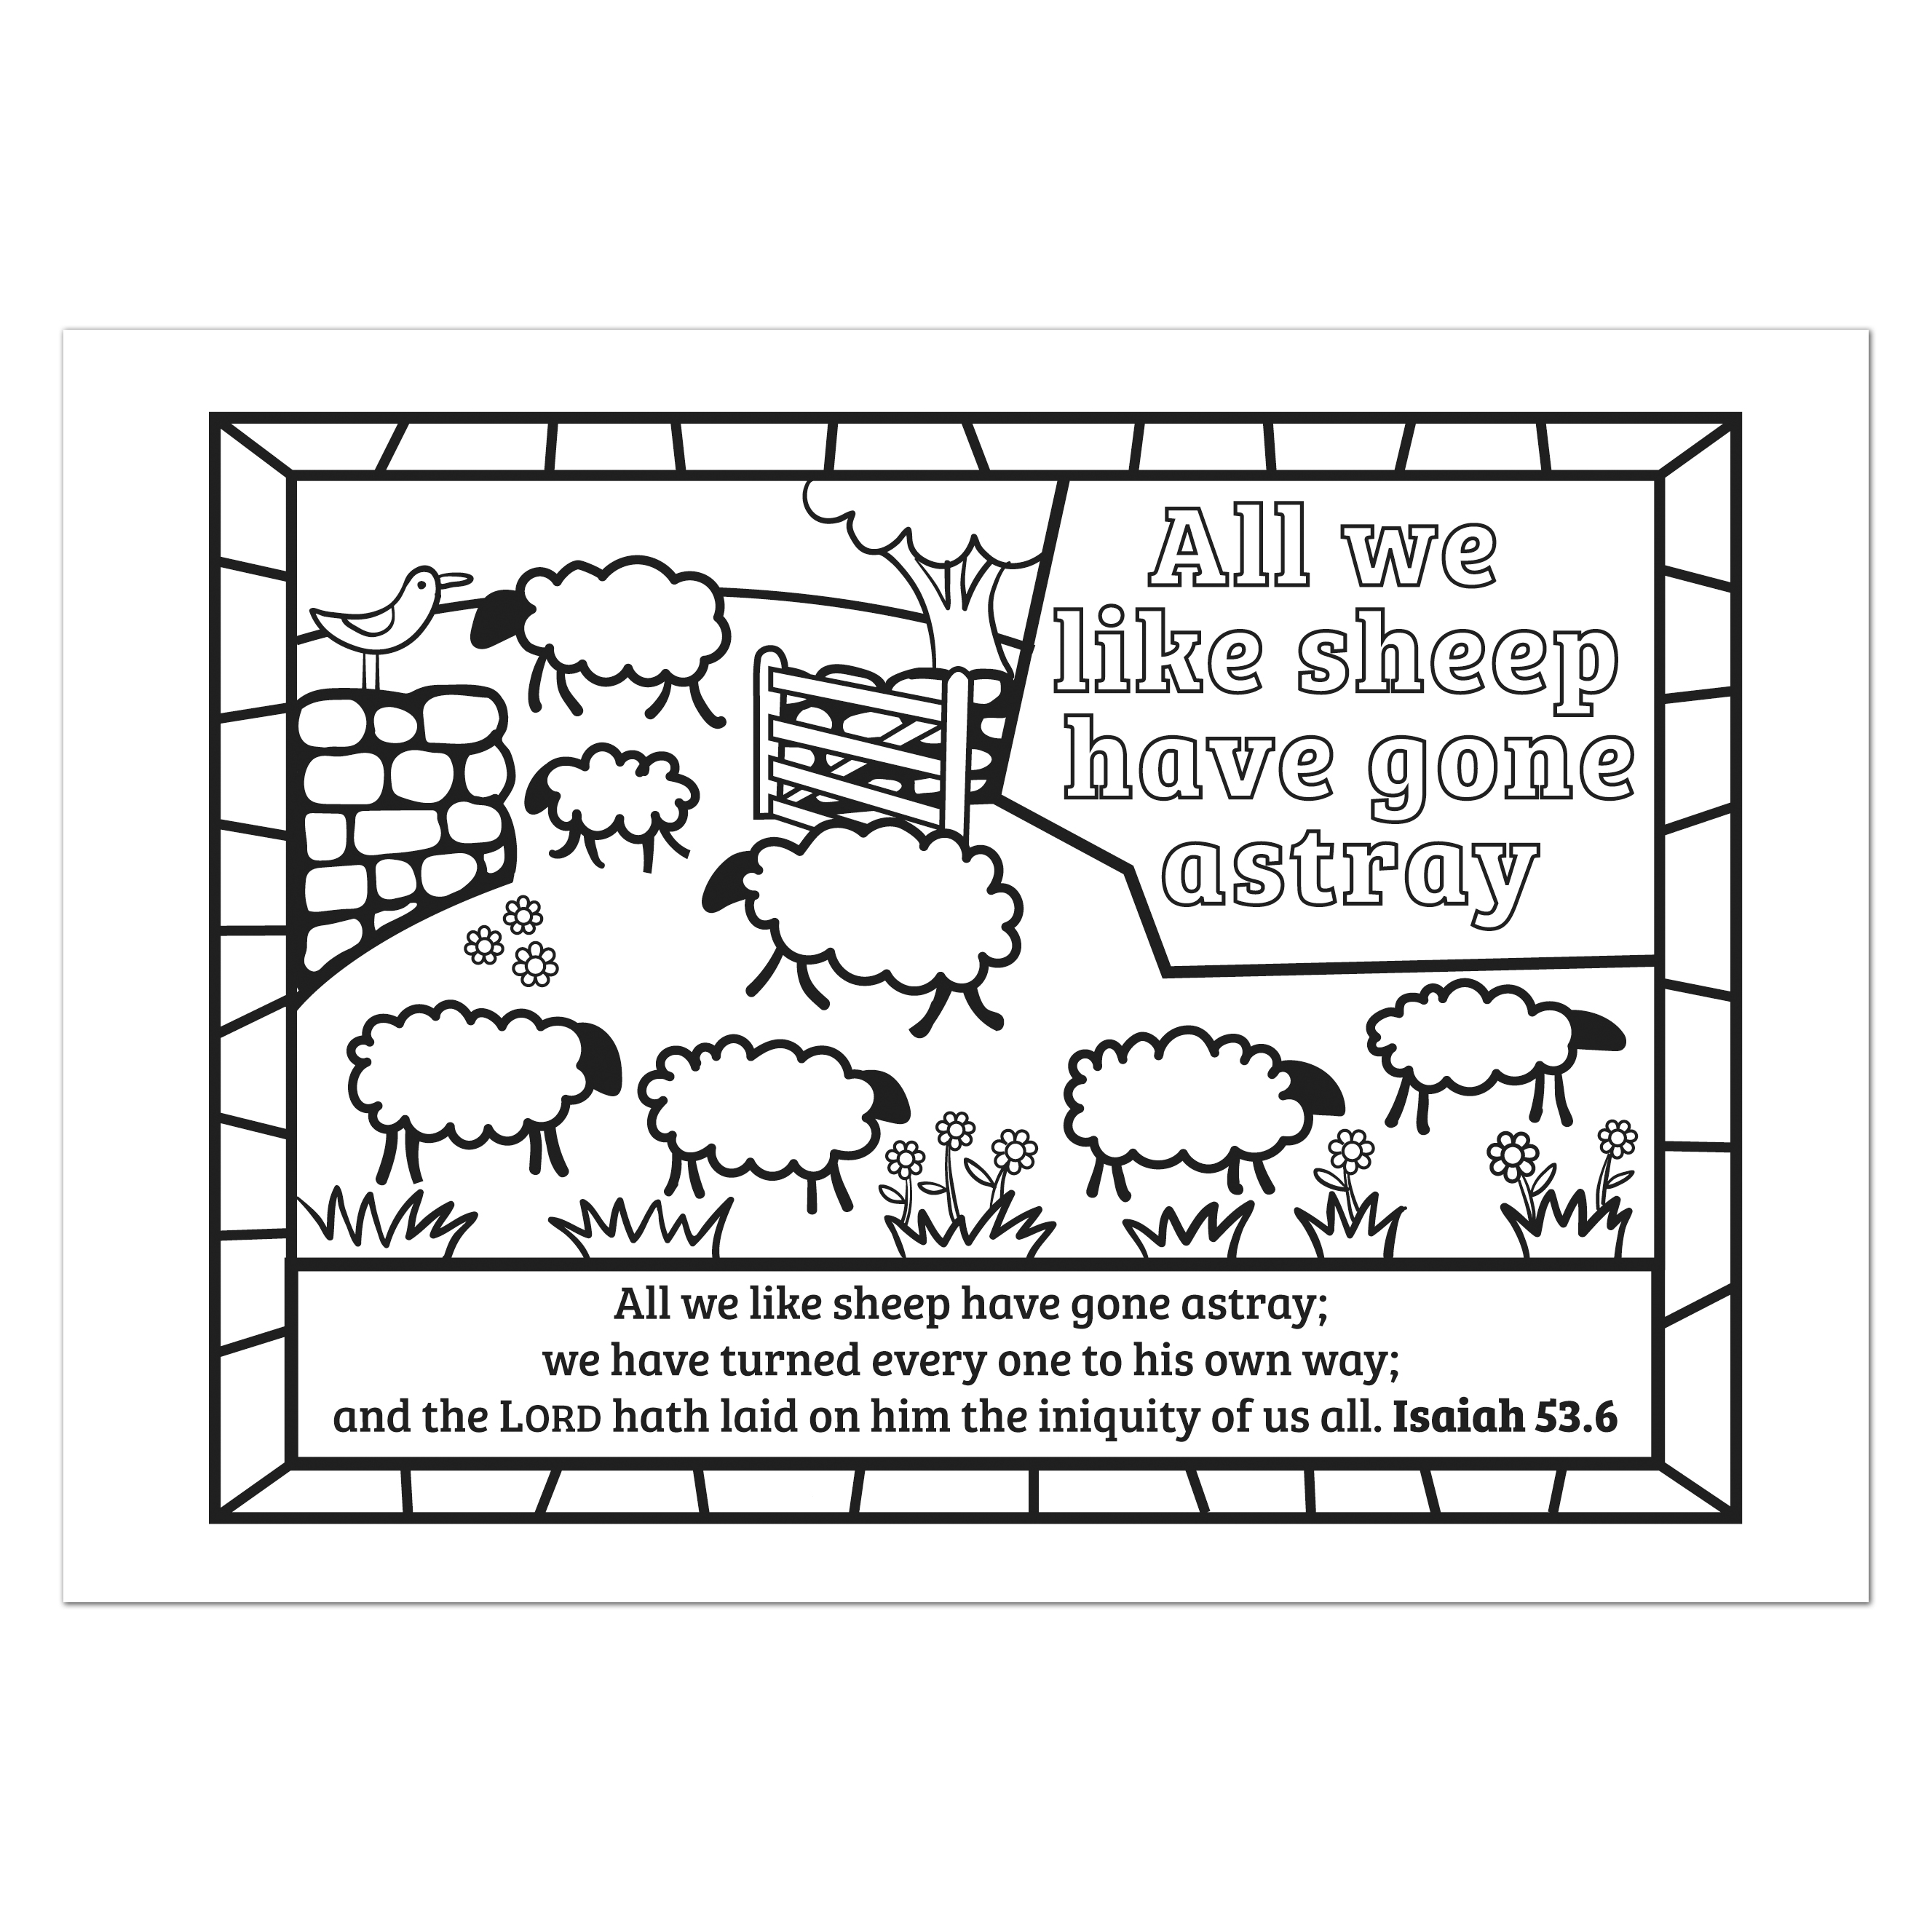 All we
like sheep
have gone
astray
All we like sheep have gone astray;
we have turned every one to his own way;
and the LORD hath laid on him the iniquity of us all. Isaiah 53.6